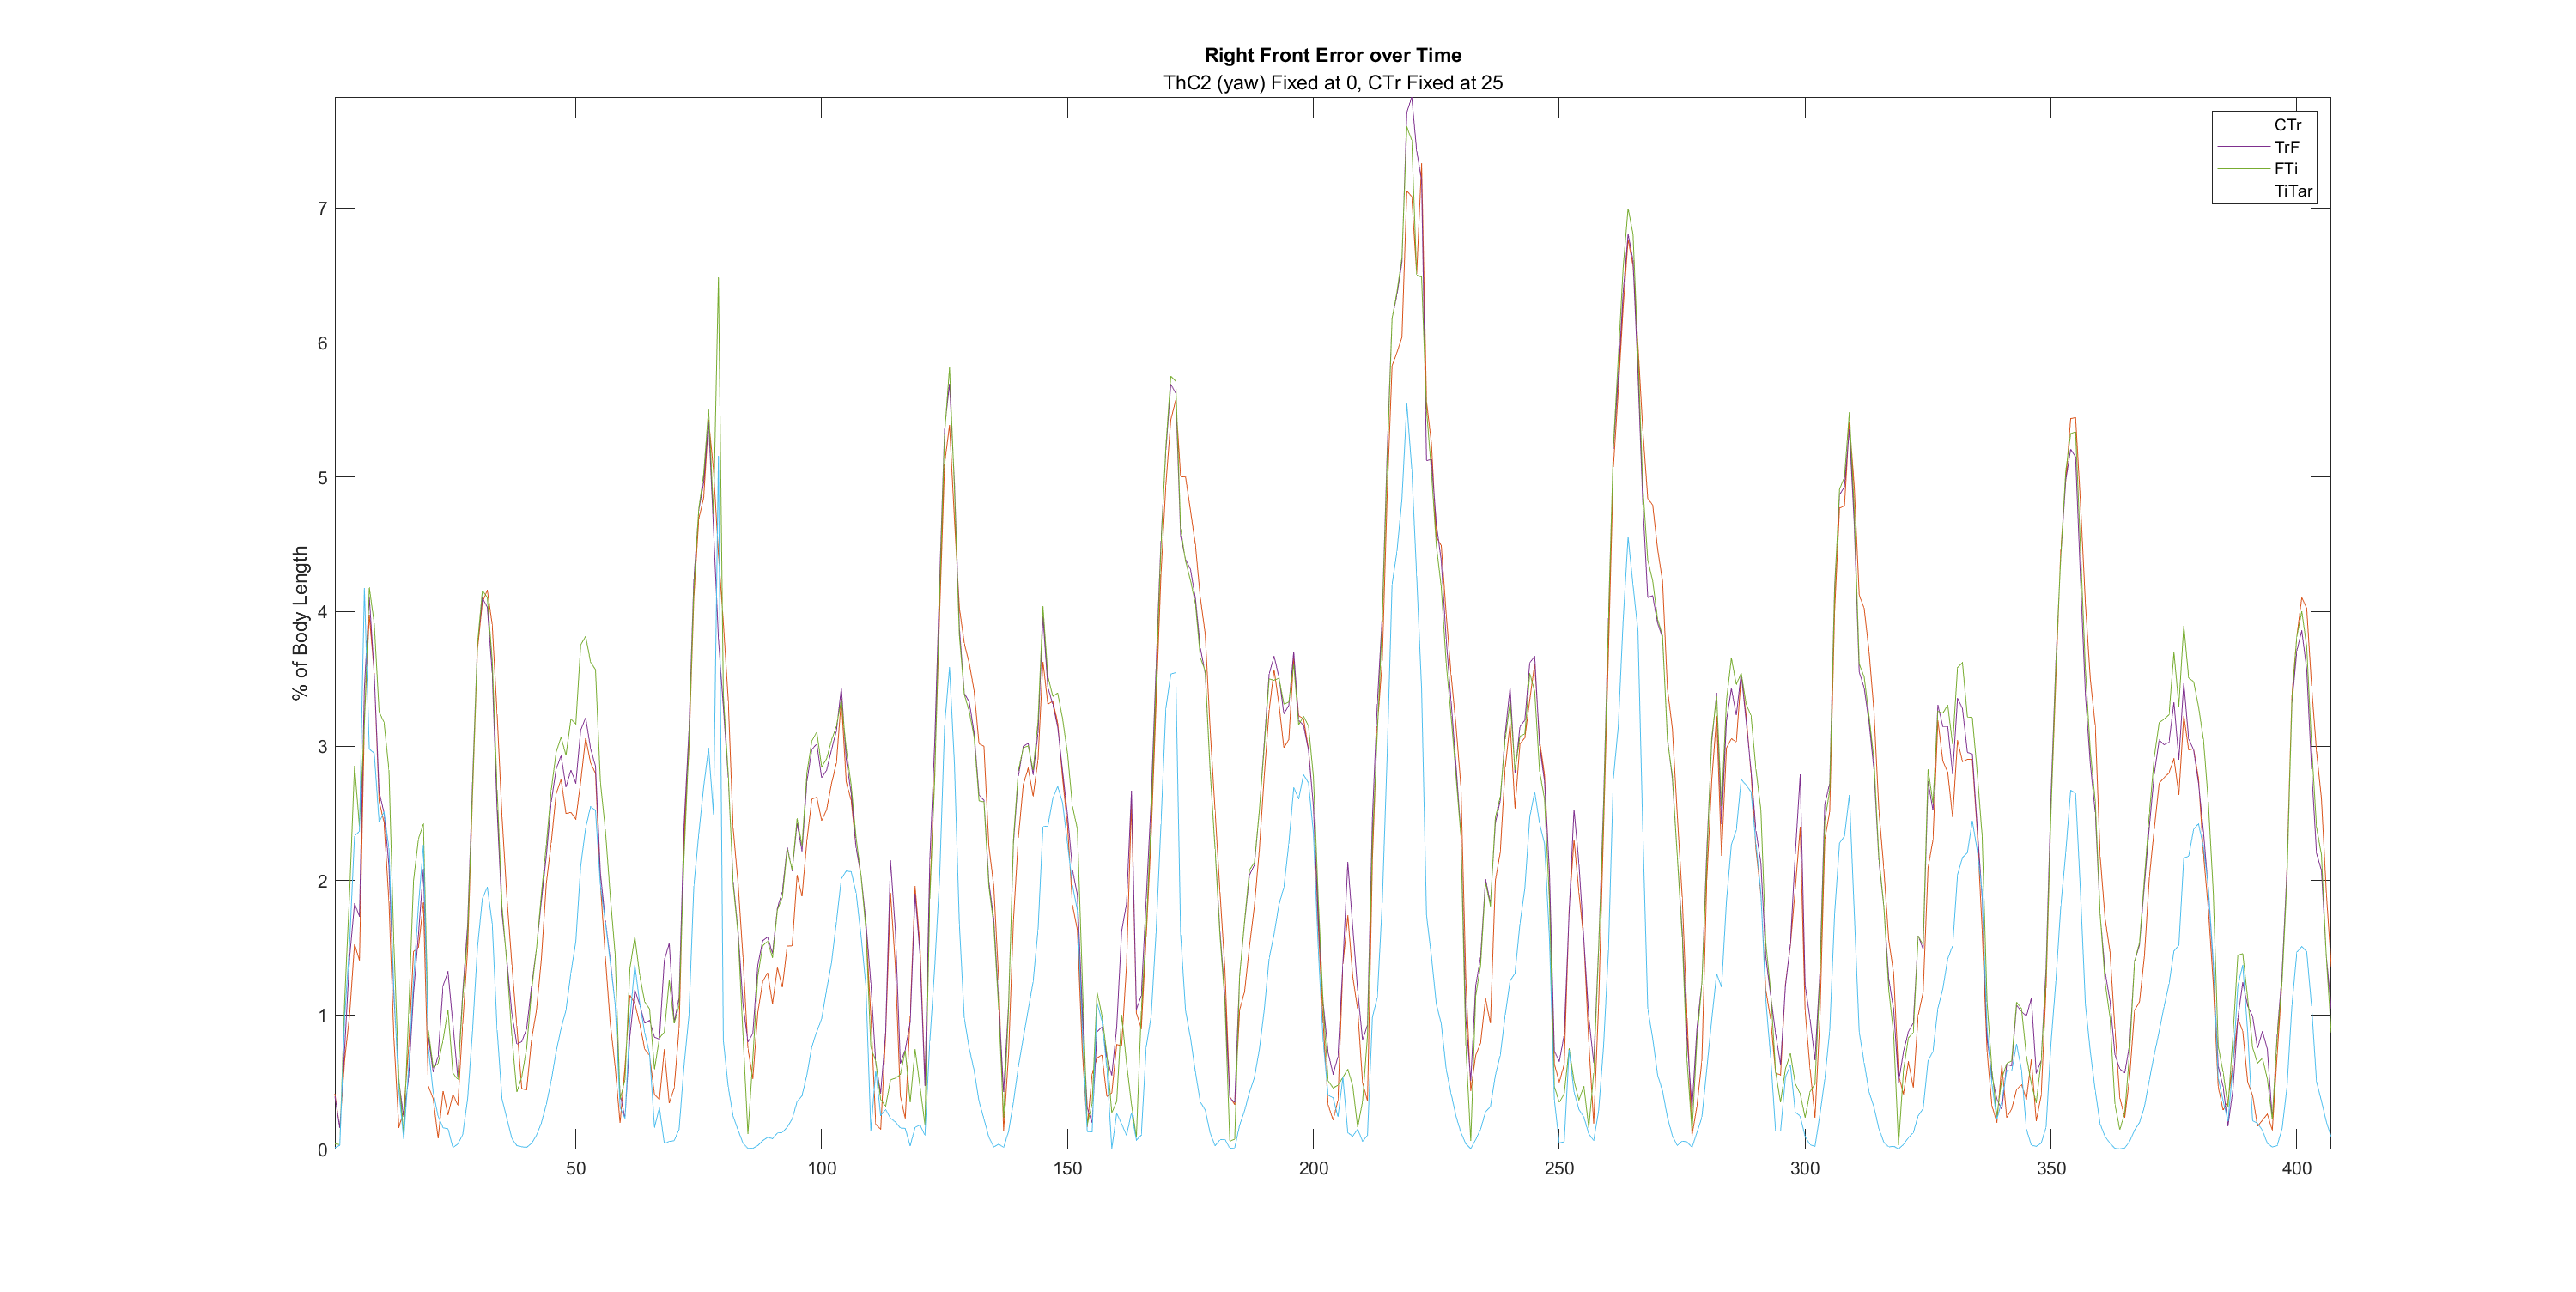 Right Front Error over Time
ThC2 (yaw) Fixed at 0, CTr Fixed at 25
CTr
TrF
FTi
TiTar
% of Body Length
7
6
5
4
3
2
1
0
50
100
150
200
250
300
350
400